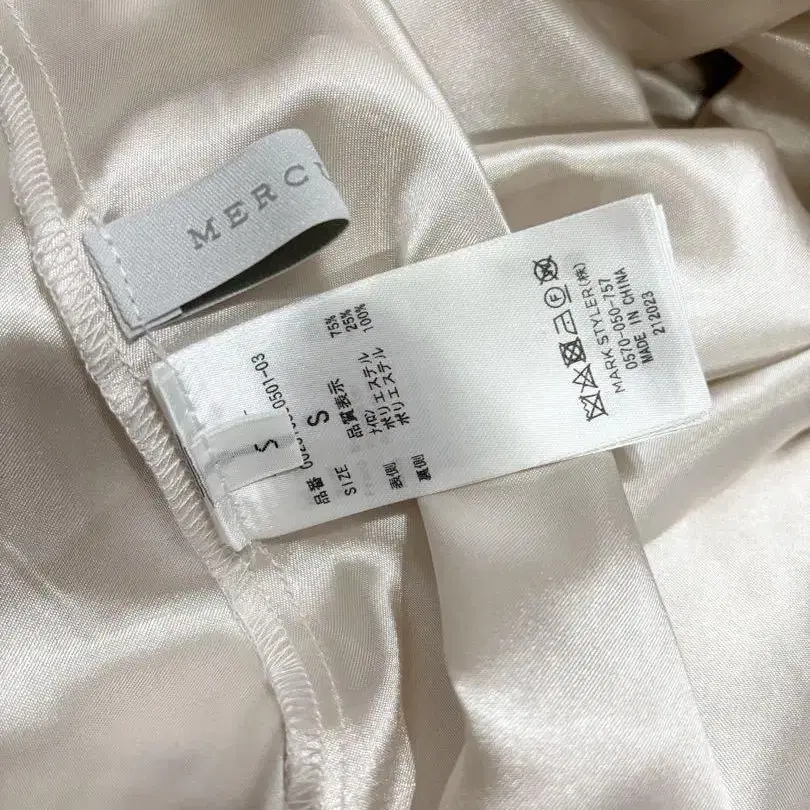 MERCU
S
品番
0501-03
SIZE S
品質表示
表側 ナイロン 75%
ポリエステル 25%
裏側 ポリエステル 100%
F
MARK STYLER(株)
0570-050-757
MADE IN CHINA
212023